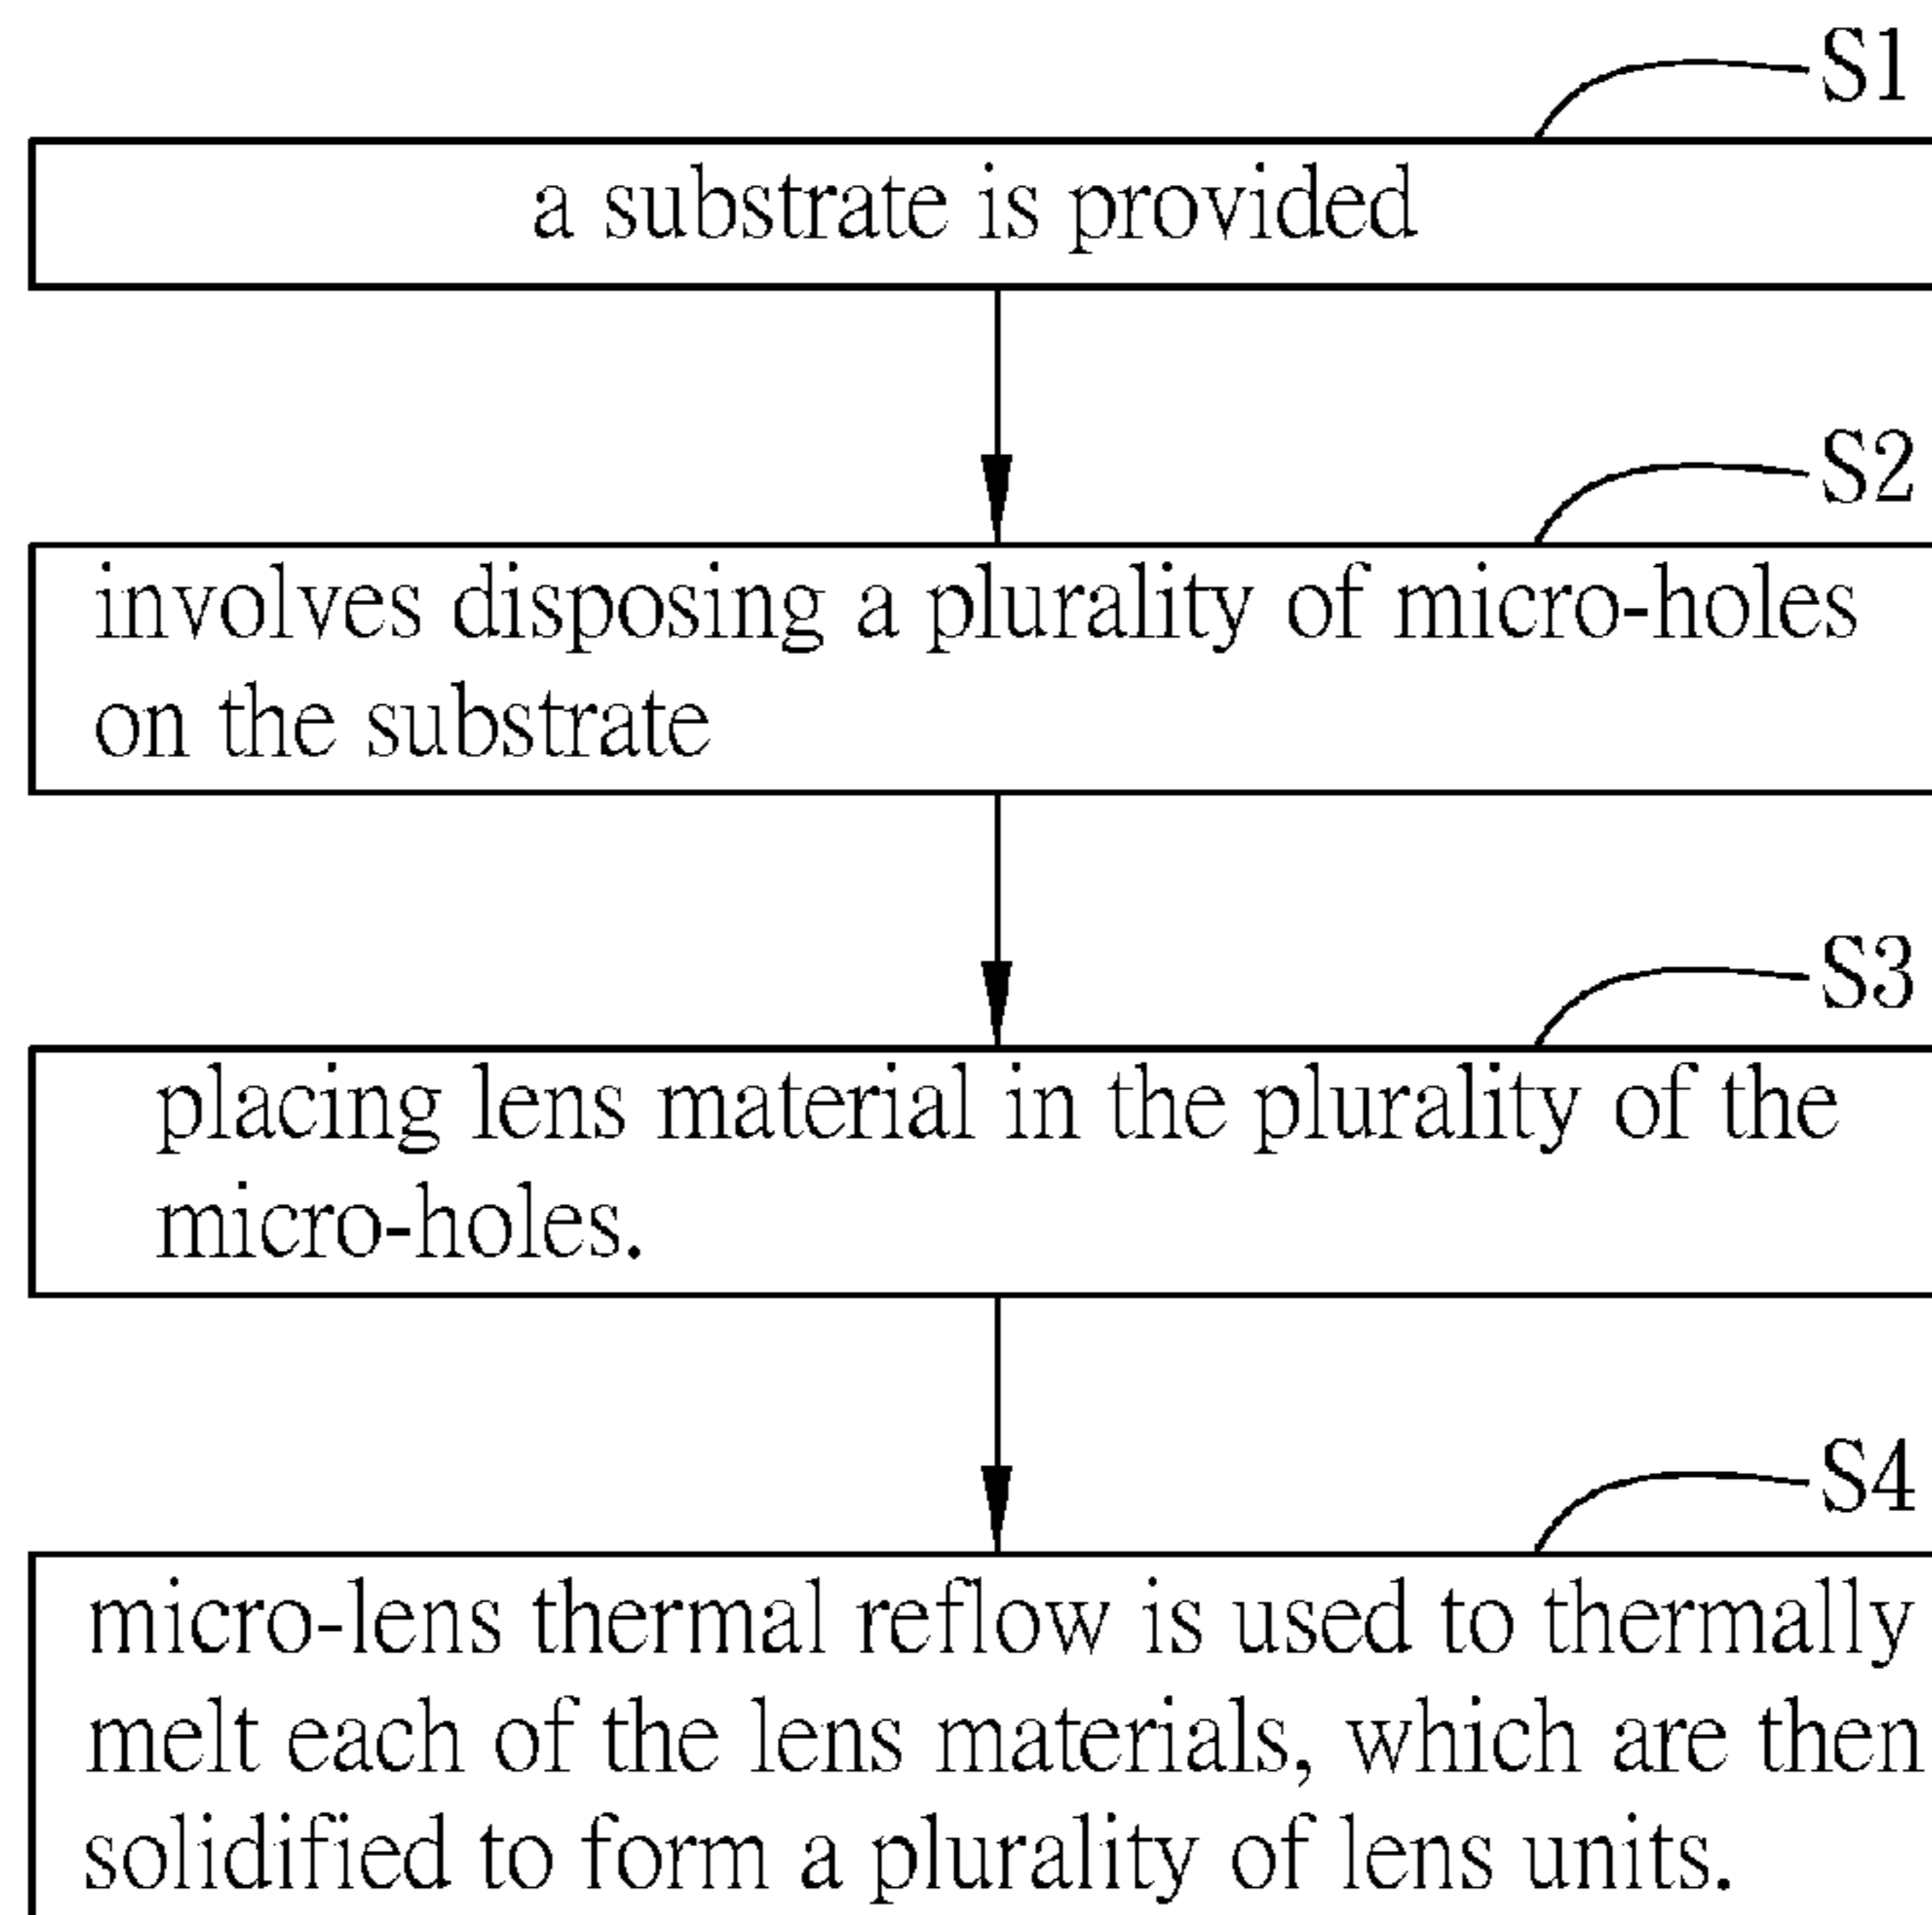 S1
a substrate is provided
S2
involves disposing a plurality of micro-holes
on the substrate
S3
placing lens material in the plurality of the
micro-holes.
S4
micro-lens thermal reflow is used to thermally
melt each of the lens materials, which are then
solidified to form a plurality of lens units.